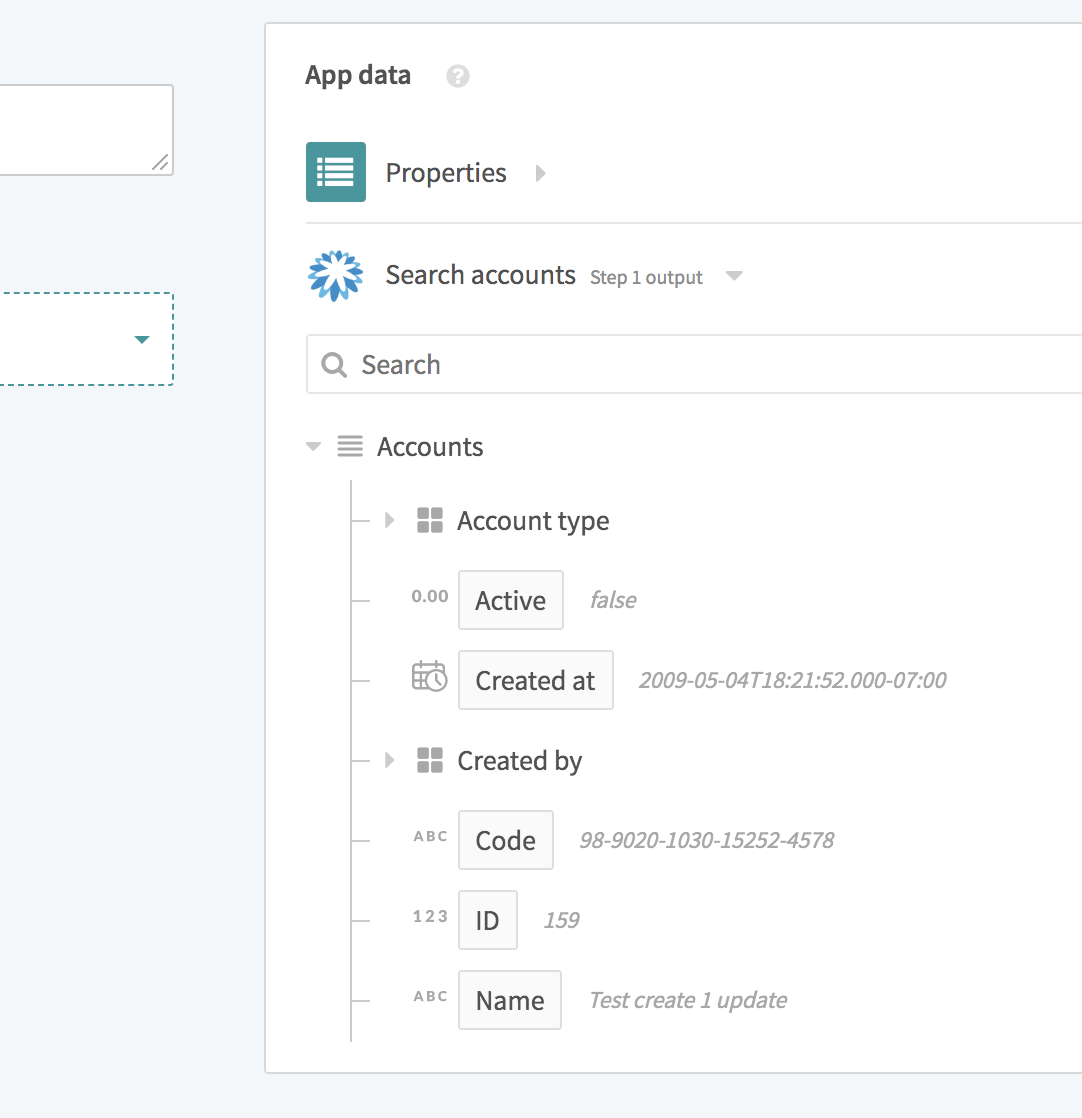 App data ?
Properties
Search accounts Step 1 output
Search
Accounts
Account type
0.00 Active false
Created at 2009-05-04T18:21:52.000-07:00
Created by
ABC Code 98-9020-1030-15252-4578
123 ID 159
ABC Name Test create 1 update